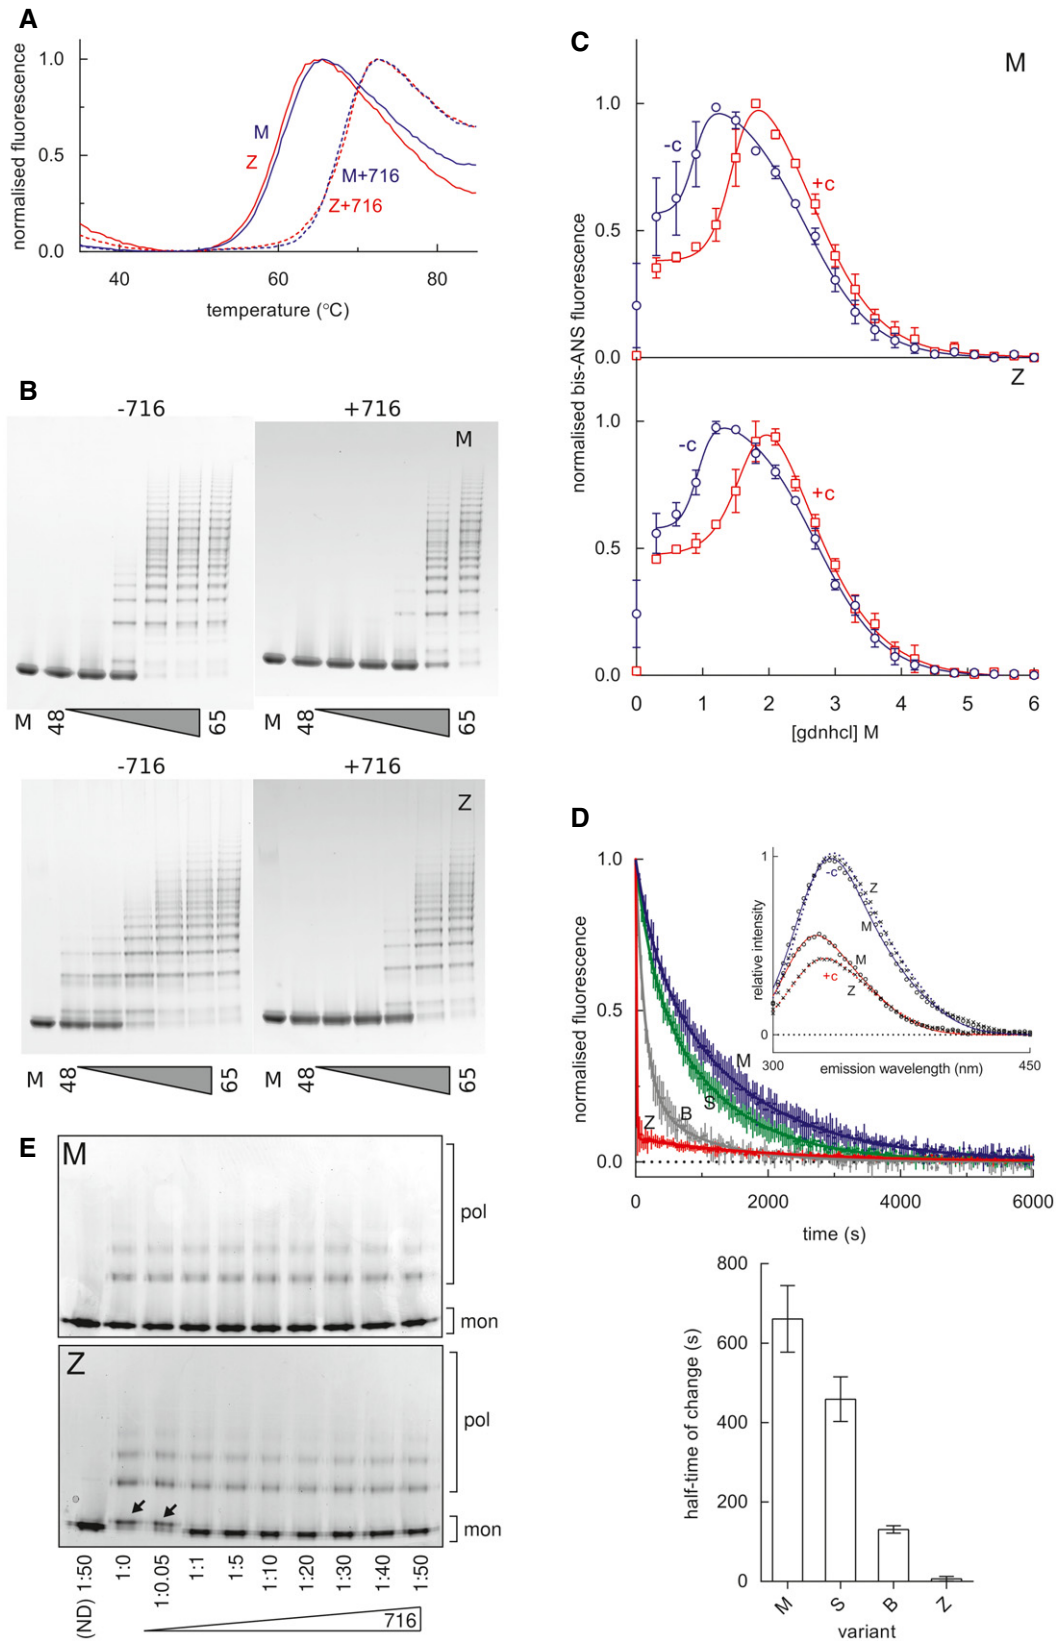 A
normalised fluorescence
1.0
0.5
0.0
M
Z
M+716
Z+716
40
60
80
temperature (°C)
B
-716
+716
M
M
48
65
M
48
65
-716
+716
Z
M
48
65
M
48
65
C
normalised bis-ANS fluorescence
M
1.0
0.5
0.0
-c
+c
Z
1.0
0.5
0.0
-c
+c
0
1
2
3
4
5
6
[gdnhcl] M
D
normalised fluorescence
1.0
0.5
0.0
M
S
B
Z
0
2000
4000
6000
time (s)
relative intensity
1
0
-c
Z
M
M
+c
Z
300
450
emission wavelength (nm)
half-time of change (s)
800
600
400
200
0
M
S
B
Z
variant
E
M
pol
mon
Z
pol
mon
(ND) 1:50
1:0
1:0.05
1:1
1:5
1:10
1:20
1:30
1:40
1:50
716